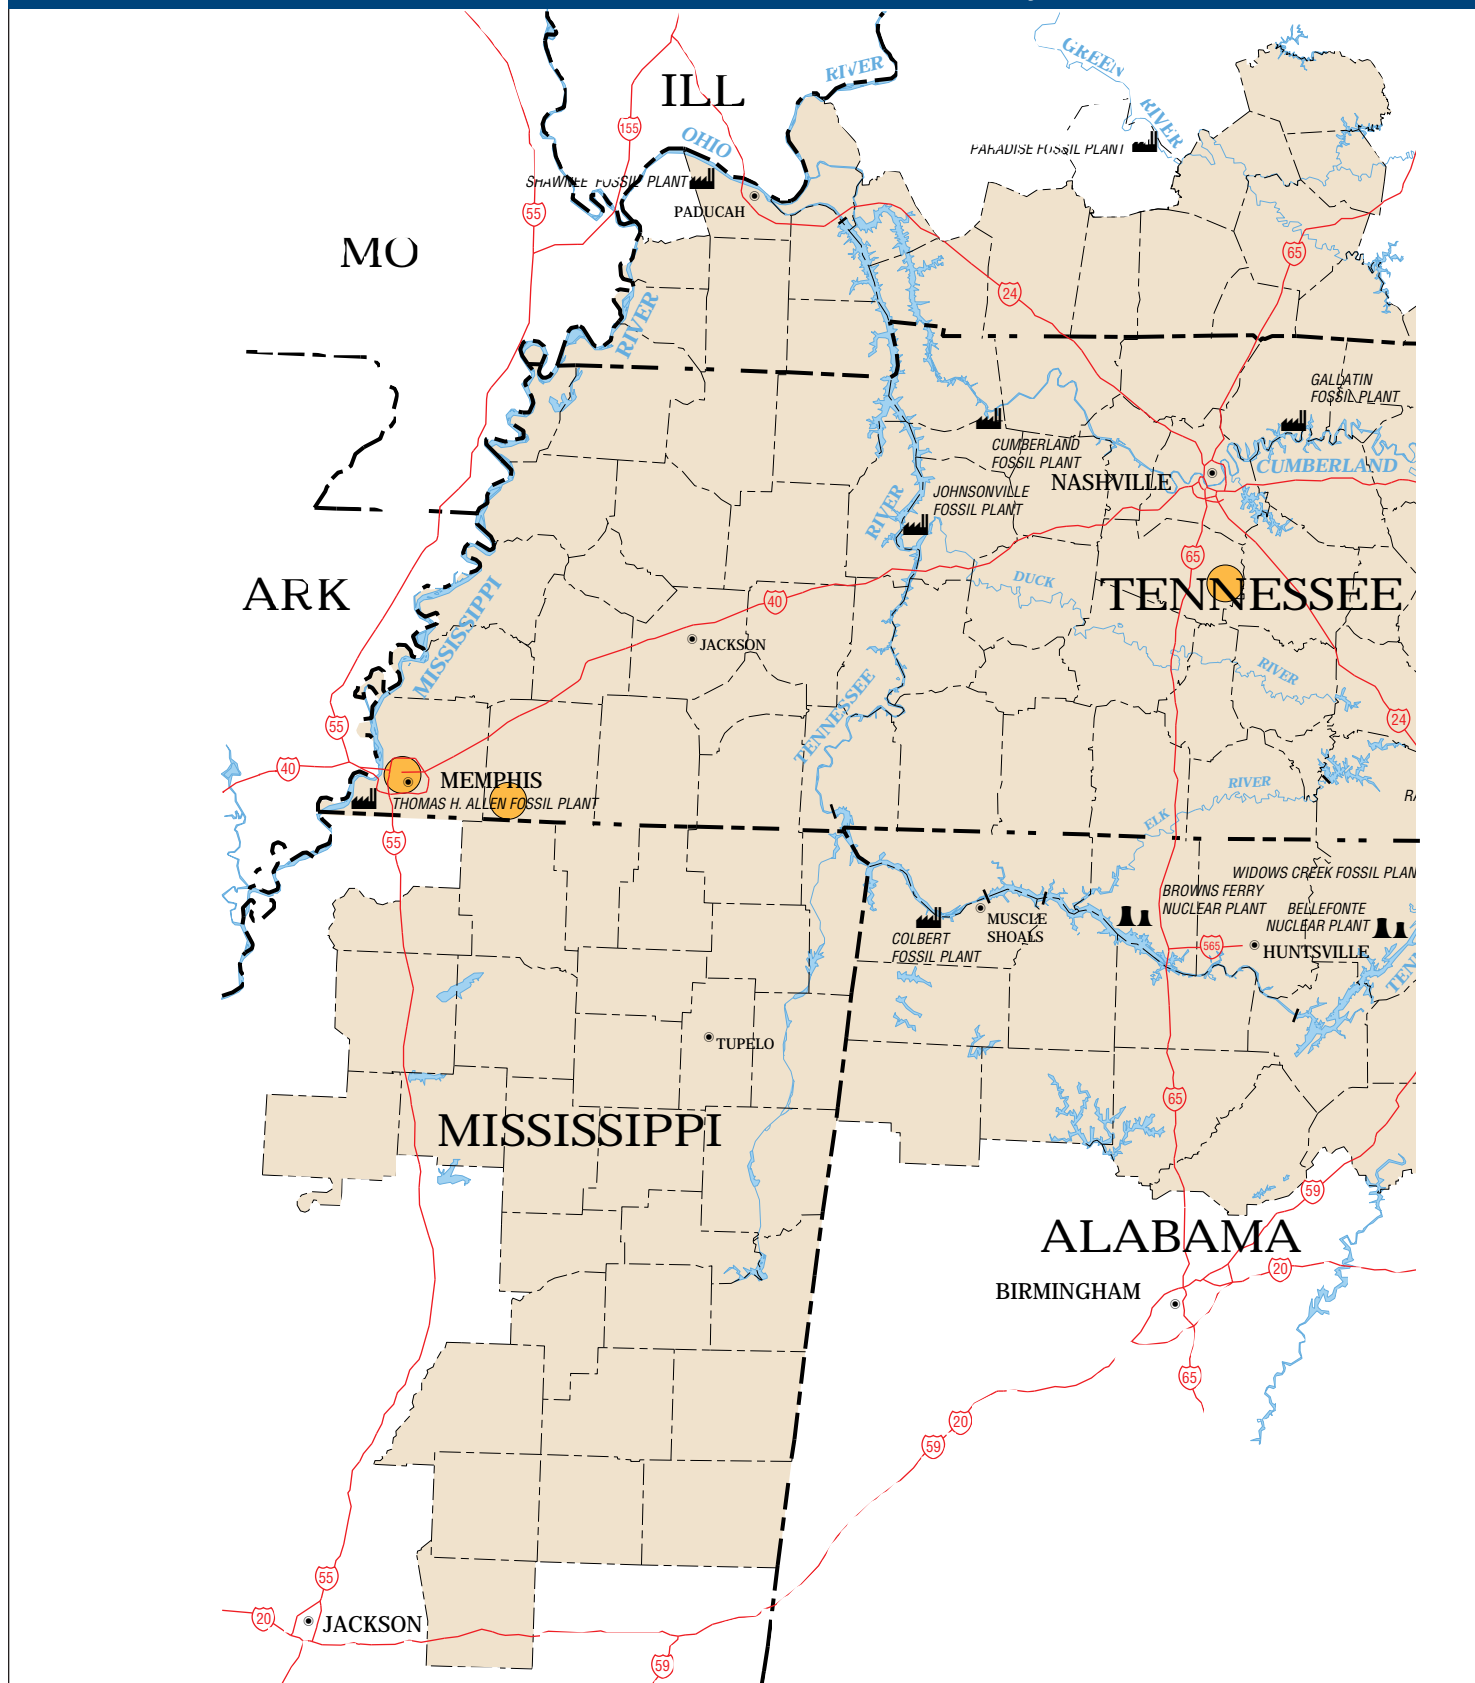 GREEN
RIVER
ILL
RIVER
155
OHIO
PARADISE FOSSIL PLANT
SHAWNEE FOSSIL PLANT
PADUCAH
55
MO
65
24
RIVER
GALLATIN
FOSSIL PLANT
CUMBERLAND
FOSSIL PLANT
CUMBERLAND
NASHVILLE
JOHNSONVILLE
FOSSIL PLANT
RIVER
65
DUCK
TENNESSEE
ARK
MISSISSIPPI
40
JACKSON
RIVER
TENNESSEE
24
55
40
MEMPHIS
THOMAS H. ALLEN FOSSIL PLANT
RIVER
ELK
55
WIDOWS CREEK FOSSIL PLAN
BROWNS FERRY
NUCLEAR PLANT
BELLEFONTE
NUCLEAR PLANT
MUSCLE
SHOALS
COLBERT
FOSSIL PLANT
565
HUNTSVILLE
TEN
TUPELO
65
MISSISSIPPI
59
ALABAMA
20
BIRMINGHAM
65
20
59
55
20
JACKSON
59